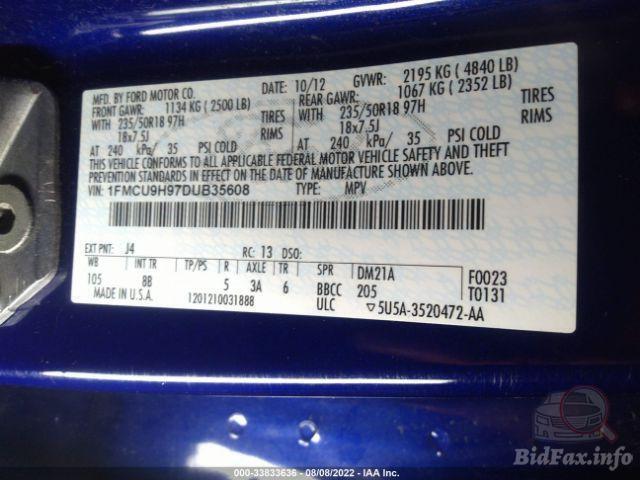 MFD. BY FORD MOTOR CO.
DATE: 10/12 GVWR: 2195 KG ( 4840 LB)
FRONT GAWR: 1134 KG ( 2500 LB) REAR GAWR: 1067 KG ( 2352 LB)
WITH 235/50R18 97H TIRES WITH 235/50R18 97H TIRES
18x7.5J RIMS 18x7.5J RIMS
AT 240 kPa/ 35 PSI COLD AT 240 kPa/ 35 PSI COLD
THIS VEHICLE CONFORMS TO ALL APPLICABLE FEDERAL MOTOR VEHICLE SAFETY AND THEFT
PREVENTION STANDARDS IN EFFECT ON THE DATE OF MANUFACTURE SHOWN ABOVE.
VIN: 1FMCU9H97DUB35608 TYPE: MPV
EXT PNT: J4 RC: 13 DSO:
WB INT TR TP/PS R AXLE TR SPR DM21A F0023
105 8B 5 3A 6 BBCC 205 T0131
MADE IN U.S.A. 1201210031888 ULC ▽5U5A-3520472-AA
BidFax.info
000-33833636 - 08/08/2022 - IAA Inc.